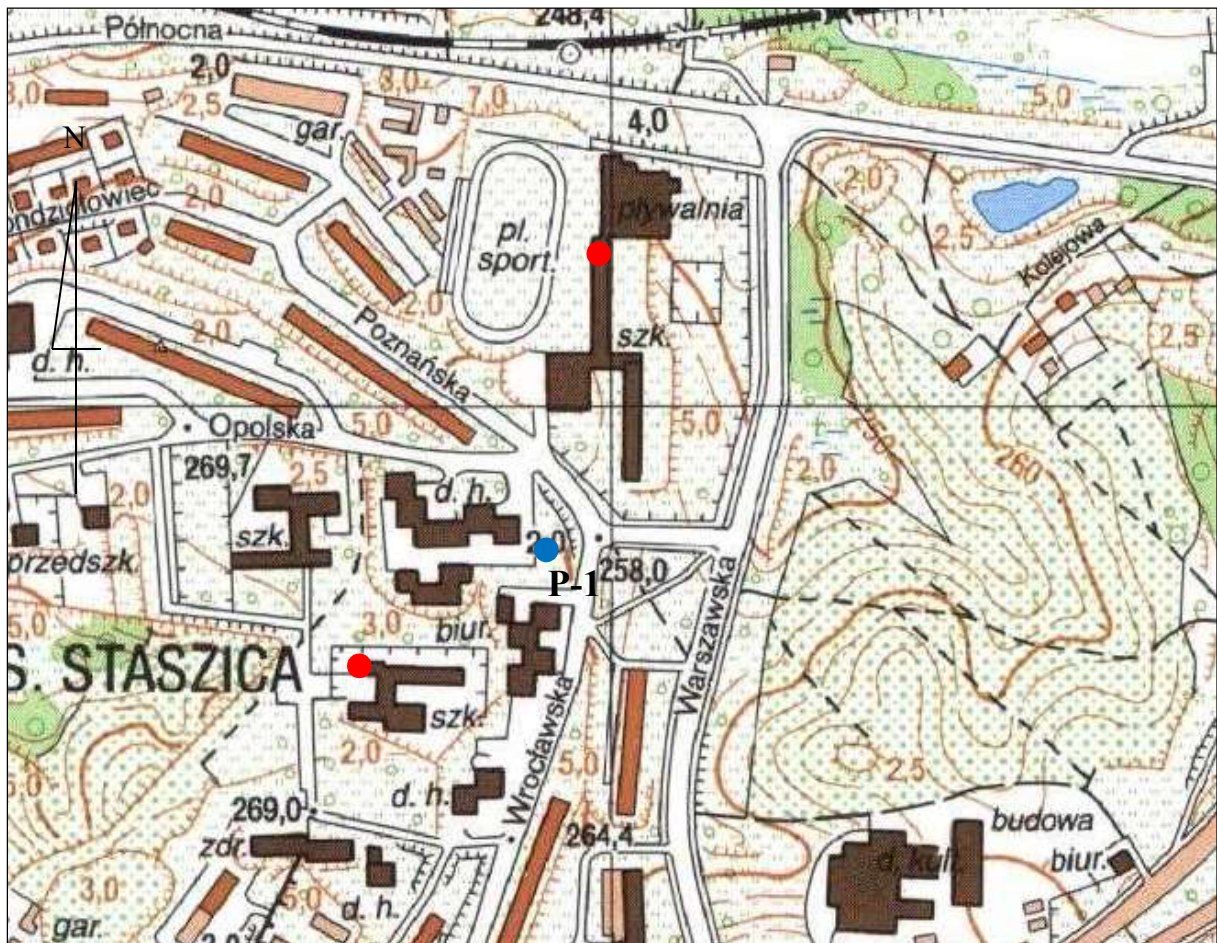 248,4
Północna
2,0
3,0
2,5
8,0
7,0
5,0
gar.
4,0
N
2,0
2,0
pływalnia
ondziołowiec
2,0
pl.
sport.
2,5
Kolejowa
2,0
2,0
Poznańska
szk.
2,5
d. h.
Opolska
5,0
5,0
250
269,7
2,5
2,0
260
2,0
d. h.
szk.
2,0
przedszk.
P-1
258,0
5,0
3,0
biur.
S. STASZICA
Warszawska
szk.
2,0
Wrocławska
5,0
2,5
d. h.
269,0
264,4
budowa
zdr.
d. kult.
biur.
3,0
5,0
d. h.
gar.